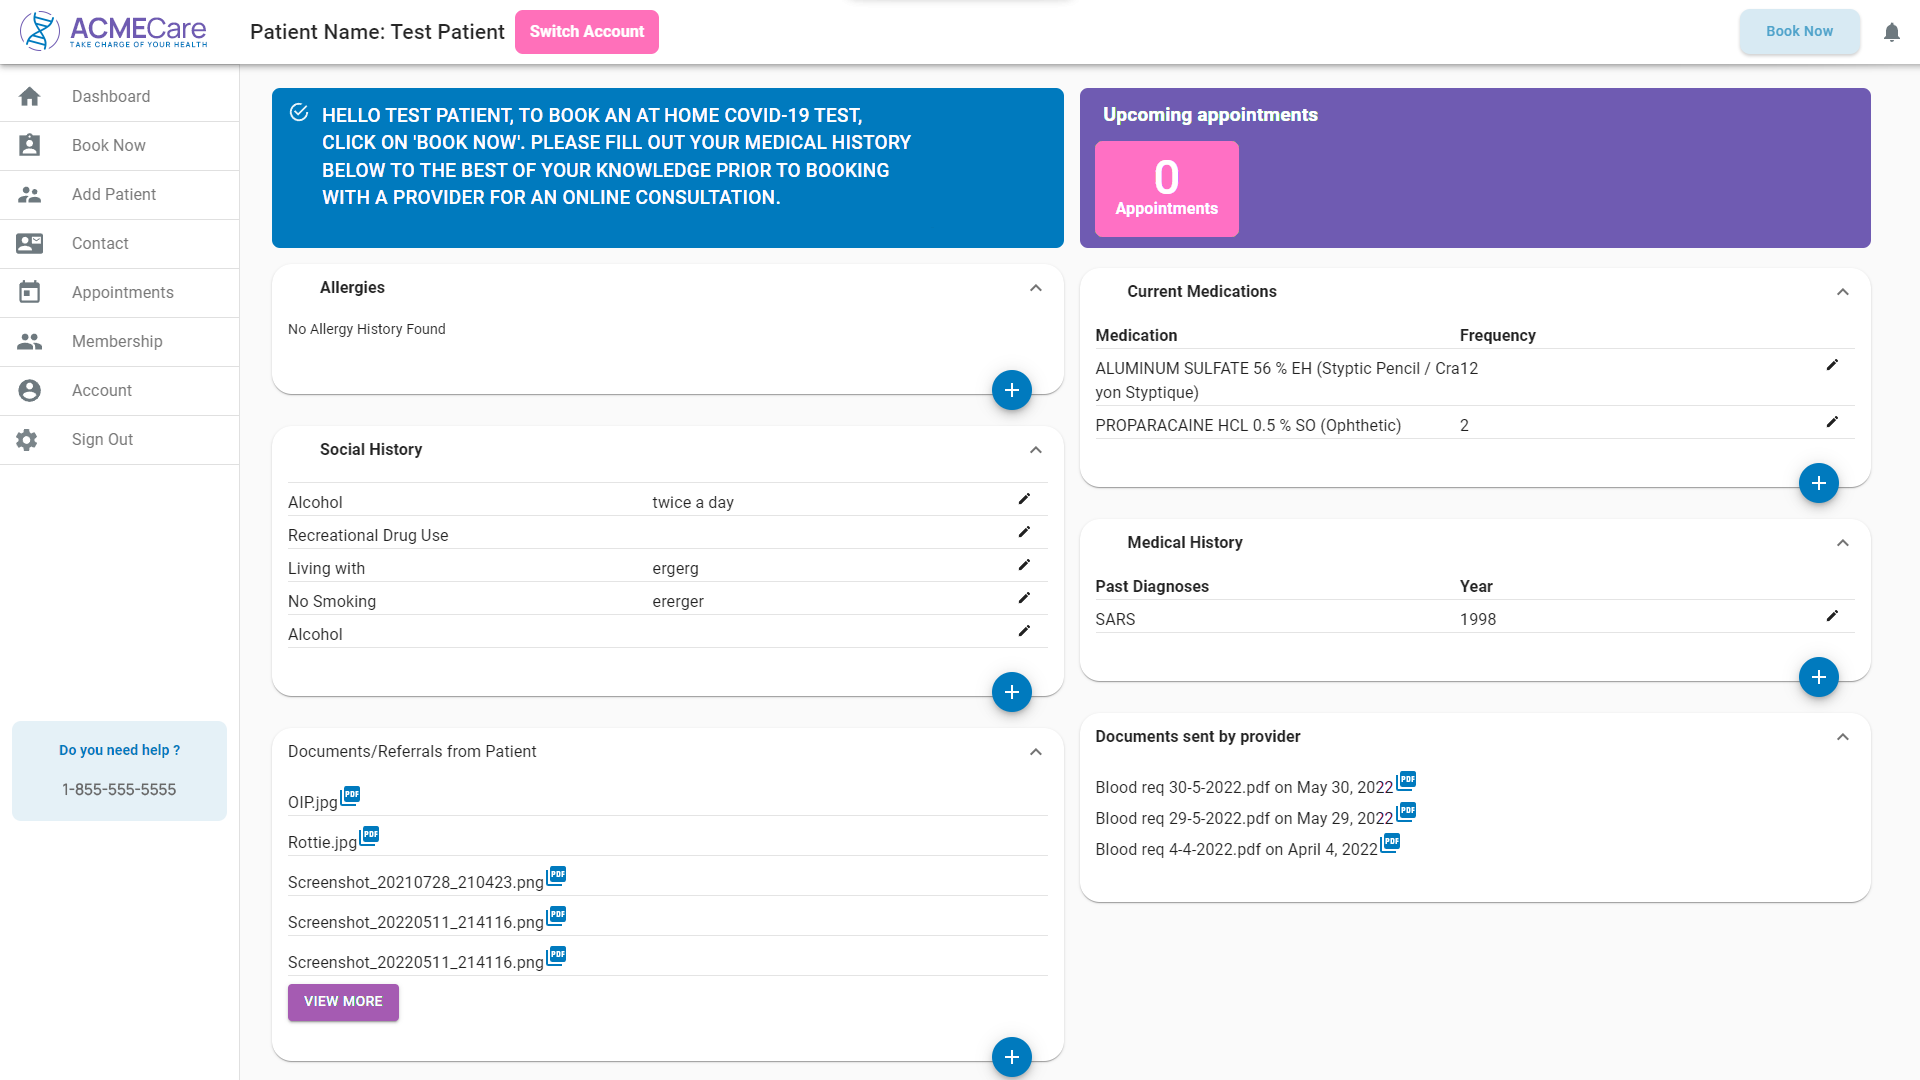 ACMECare
TAKE CHARGE OF YOUR HEALTH
Patient Name: Test Patient
Switch Account
Book Now
Dashboard
Book Now
Add Patient
Contact
Appointments
Membership
Account
Sign Out
Do you need help ?
1-855-555-5555
HELLO TEST PATIENT, TO BOOK AN AT HOME COVID-19 TEST,
CLICK ON 'BOOK NOW'. PLEASE FILL OUT YOUR MEDICAL HISTORY
BELOW TO THE BEST OF YOUR KNOWLEDGE PRIOR TO BOOKING
WITH A PROVIDER FOR AN ONLINE CONSULTATION.
Allergies
No Allergy History Found
Social History
Alcohol twice a day
Recreational Drug Use
Living with ergerg
No Smoking ererger
Alcohol
Documents/Referrals from Patient
OIP.jpg PDF
Rottie.jpg PDF
Screenshot_20210728_210423.png PDF
Screenshot_20220511_214116.png PDF
Screenshot_20220511_214116.png PDF
VIEW MORE
Upcoming appointments
0
Appointments
Current Medications
Medication Frequency
ALUMINUM SULFATE 56 % EH (Styptic Pencil / Cra 12
yon Styptique)
PROPARACAINE HCL 0.5 % SO (Ophthetic) 2
Medical History
Past Diagnoses Year
SARS 1998
Documents sent by provider
Blood req 30-5-2022.pdf on May 30, 2022 PDF
Blood req 29-5-2022.pdf on May 29, 2022 PDF
Blood req 4-4-2022.pdf on April 4, 2022 PDF